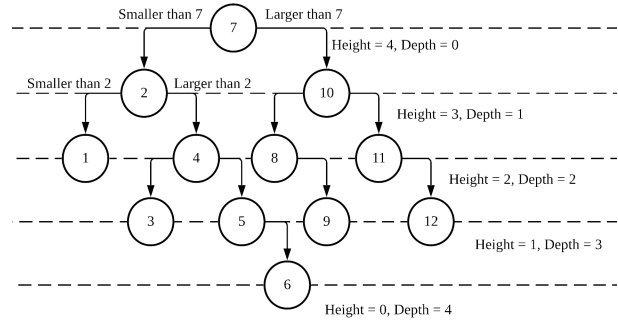 Smaller than 7
7
Larger than 7
Height = 4, Depth = 0
Smaller than 2
2
Larger than 2
10
Height = 3, Depth = 1
1
4
8
11
Height = 2, Depth = 2
3
5
9
12
Height = 1, Depth = 3
6
Height = 0, Depth = 4